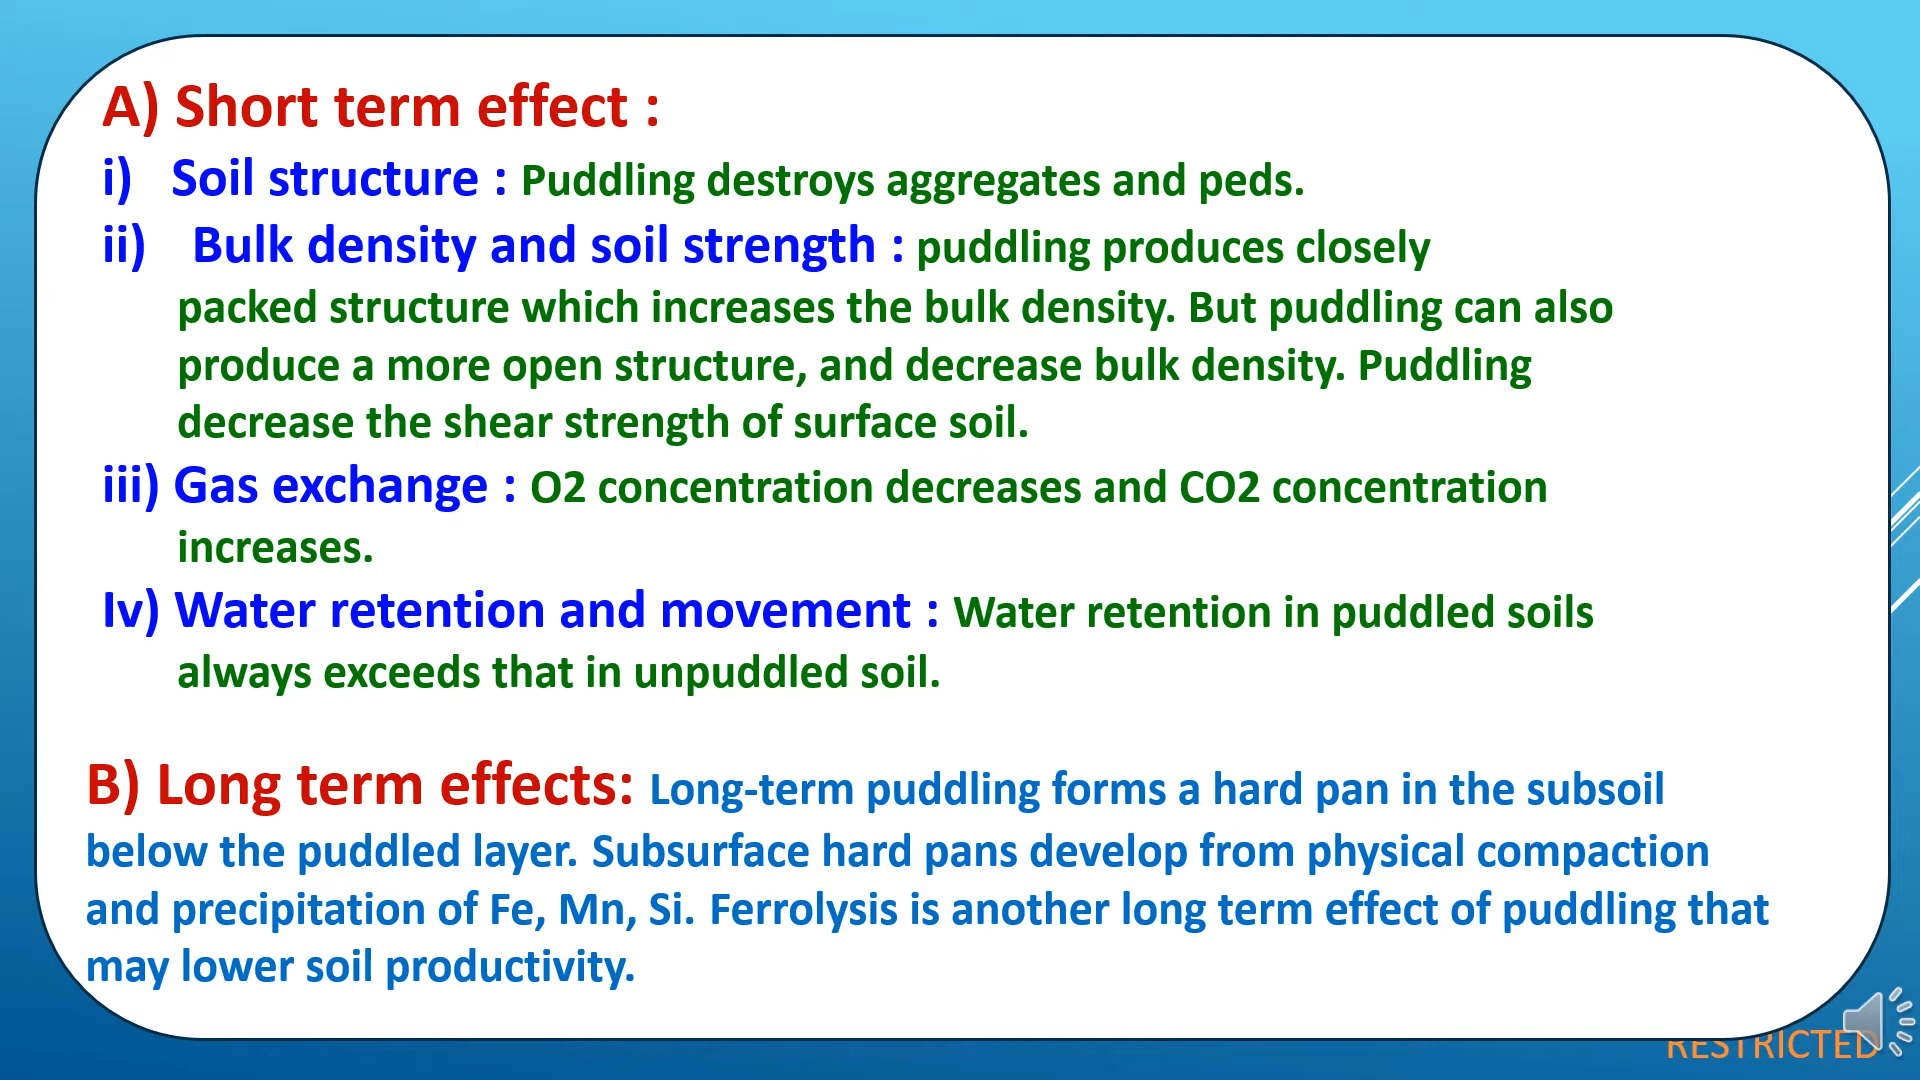 A) Short term effect :
i) Soil structure : Puddling destroys aggregates and peds.
ii) Bulk density and soil strength : puddling produces closely
packed structure which increases the bulk density. But puddling can also
produce a more open structure, and decrease bulk density. Puddling
decrease the shear strength of surface soil.
iii) Gas exchange : O2 concentration decreases and CO2 concentration
increases.
Iv) Water retention and movement : Water retention in puddled soils
always exceeds that in unpuddled soil.
B) Long term effects: Long-term puddling forms a hard pan in the subsoil
below the puddled layer. Subsurface hard pans develop from physical compaction
and precipitation of Fe, Mn, Si. Ferrolysis is another long term effect of puddling that
may lower soil productivity.
RESTRICTED